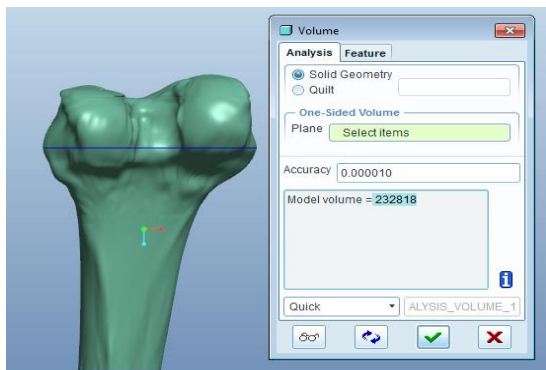 Volume
Analysis Feature
Solid Geometry
Quilt
One-Sided Volume
Plane Select items
Accuracy 0.000010
Model volume = 232818
Quick ALYSIS_VOLUME_1